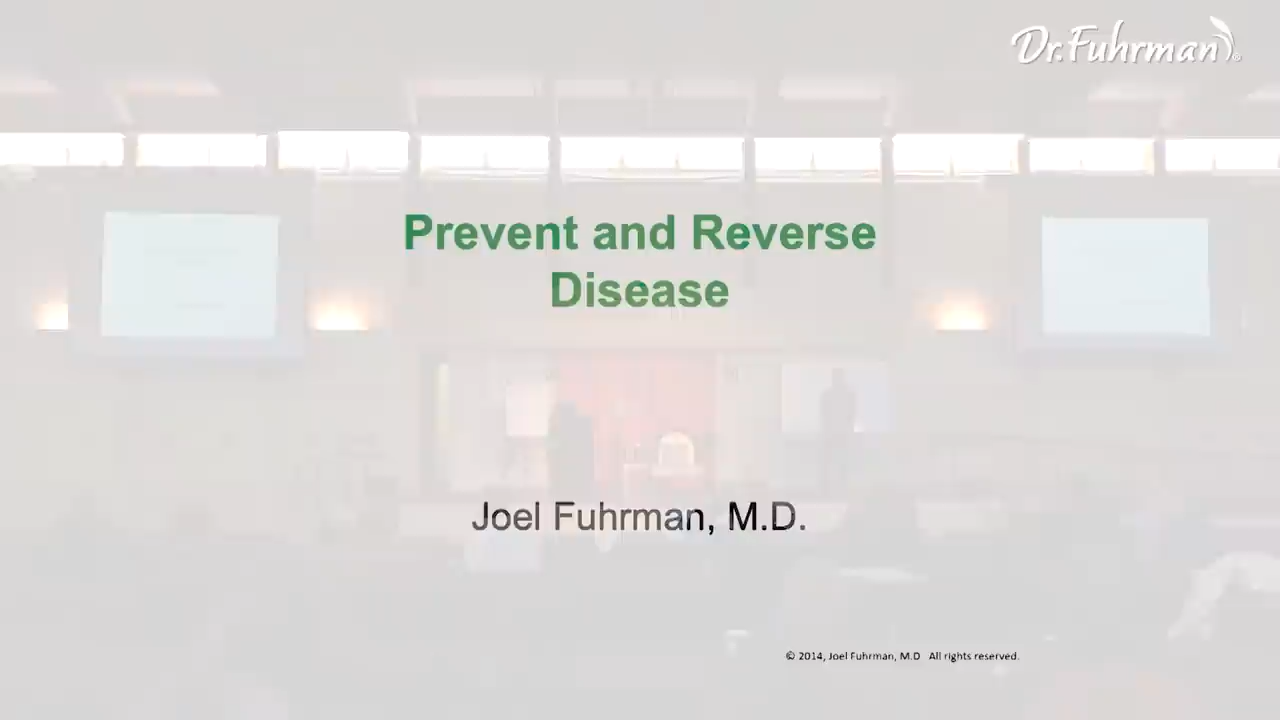 Dr. Fuhrman®
Prevent and Reverse
Disease
Joel Fuhrman, M.D.
© 2014, Joel Fuhrman, M.D All rights reserved.